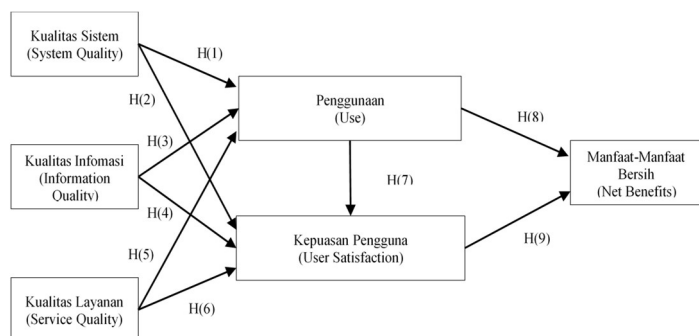 Kualitas Sistem
(System Quality)
H(1)
H(2)
Penggunaan
(Use)
H(8)
H(3)
Kualitas Infomasi
(Information
Quality)
Manfaat-Manfaat
Bersih
(Net Benefits)
H(7)
H(4)
Kepuasan Pengguna
(User Satisfaction)
H(9)
H(5)
Kualitas Layanan
(Service Quality)
H(6)